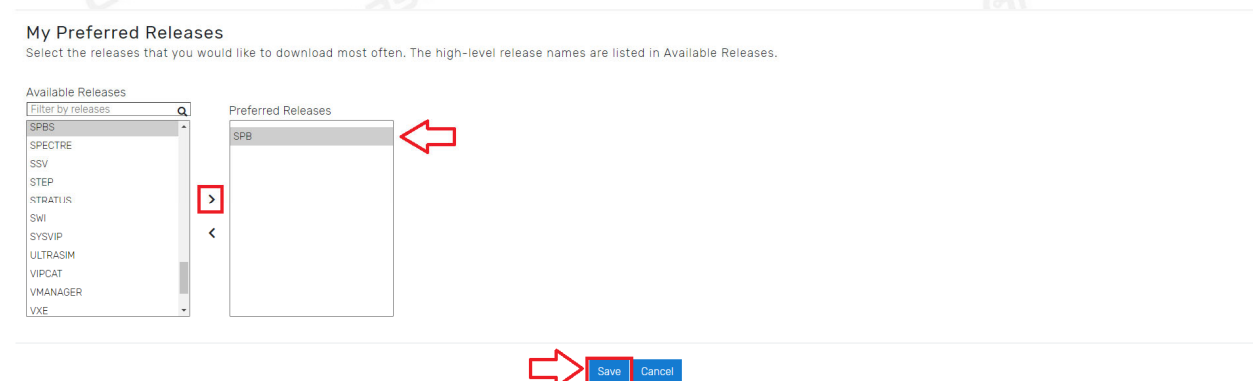 My Preferred Releases
Select the releases that you would like to download most often. The high-level release names are listed in Available Releases.
Available Releases
Filter by releases
SPBS
SPECTRE
SSV
STEP
STRATUS
SWI
SYSVIP
ULTRASIM
VIPCAT
VMANAGER
VXE
Preferred Releases
SPB
Save Cancel